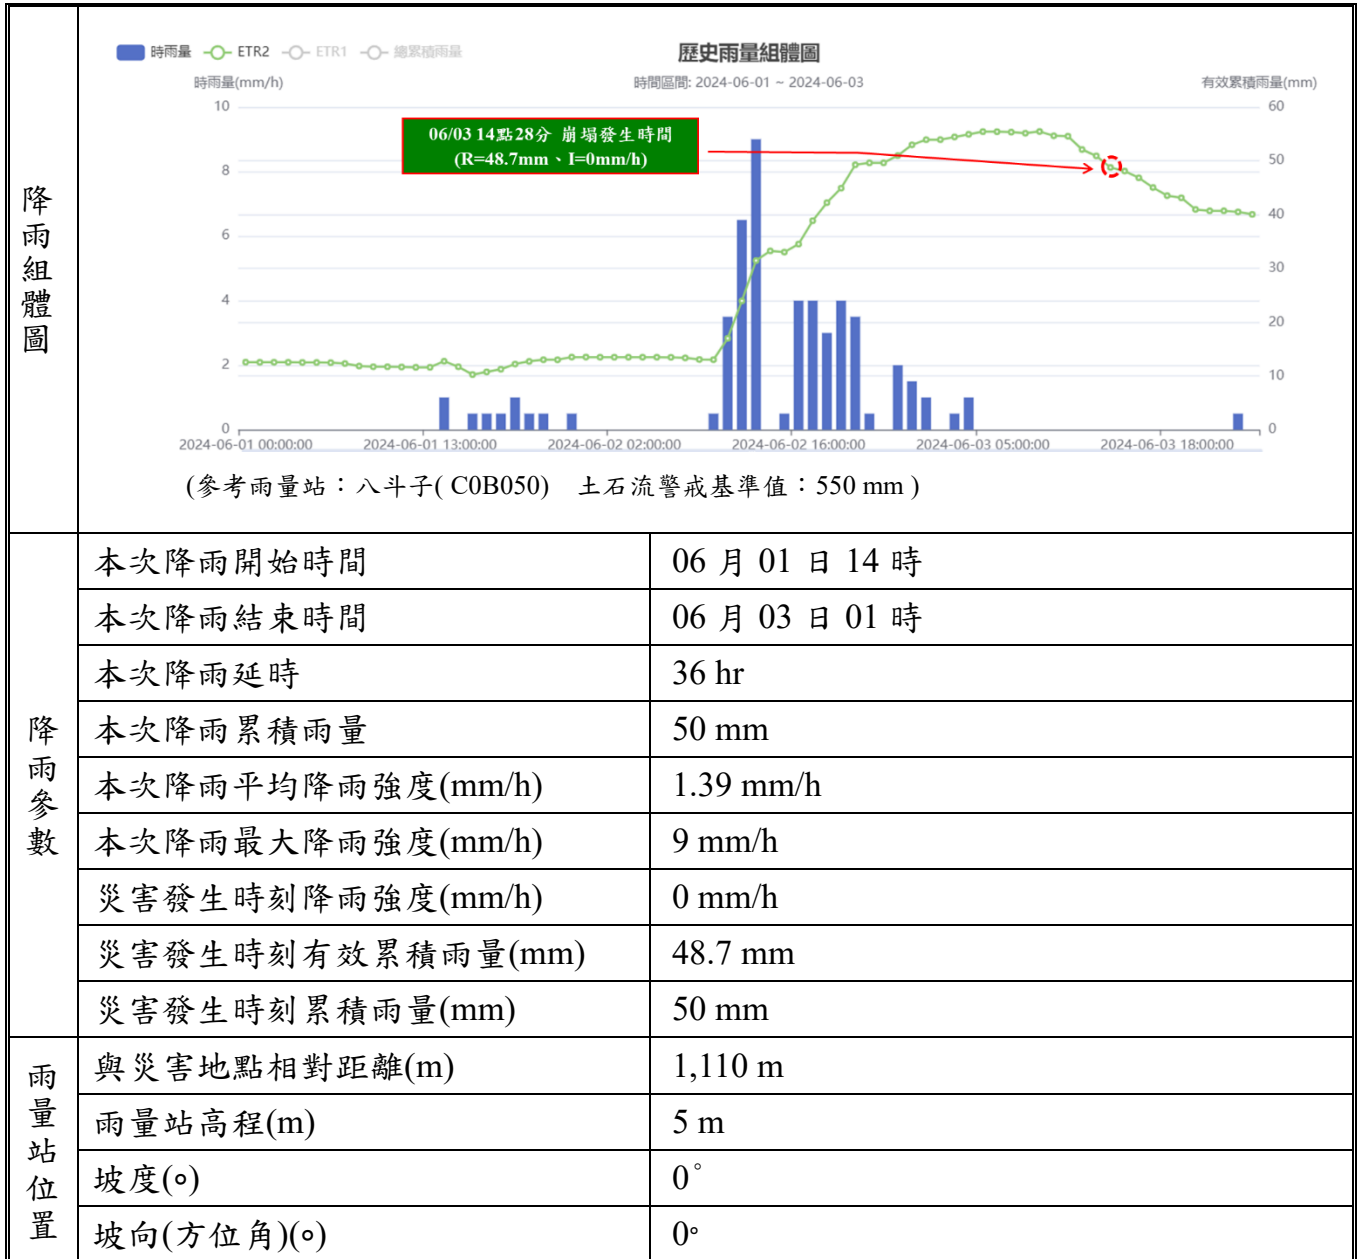 降雨組體圖
時雨量 ETR2 ETR1 總累積雨量
歷史雨量組體圖
時雨量(mm/h)
時間區間: 2024-06-01 ~ 2024-06-03
有效累積雨量(mm)
06/03 14點28分 崩塌發生時間
(R=48.7mm、I=0mm/h)
10
8
6
4
2
0
60
50
40
30
20
10
0
2024-06-01 00:00:00 2024-06-01 13:00:00 2024-06-02 02:00:00 2024-06-02 16:00:00 2024-06-03 05:00:00 2024-06-03 18:00:00
(參考雨量站：八斗子( C0B050) 土石流警戒基準值：550 mm )
降雨參數
本次降雨開始時間 06 月 01 日 14 時
本次降雨結束時間 06 月 03 日 01 時
本次降雨延時 36 hr
本次降雨累積雨量 50 mm
本次降雨平均降雨強度(mm/h) 1.39 mm/h
本次降雨最大降雨強度(mm/h) 9 mm/h
災害發生時刻降雨強度(mm/h) 0 mm/h
災害發生時刻有效累積雨量(mm) 48.7 mm
災害發生時刻累積雨量(mm) 50 mm
雨量站位置
與災害地點相對距離(m) 1,110 m
雨量站高程(m) 5 m
坡度(∘) 0°
坡向(方位角)(∘) 0°